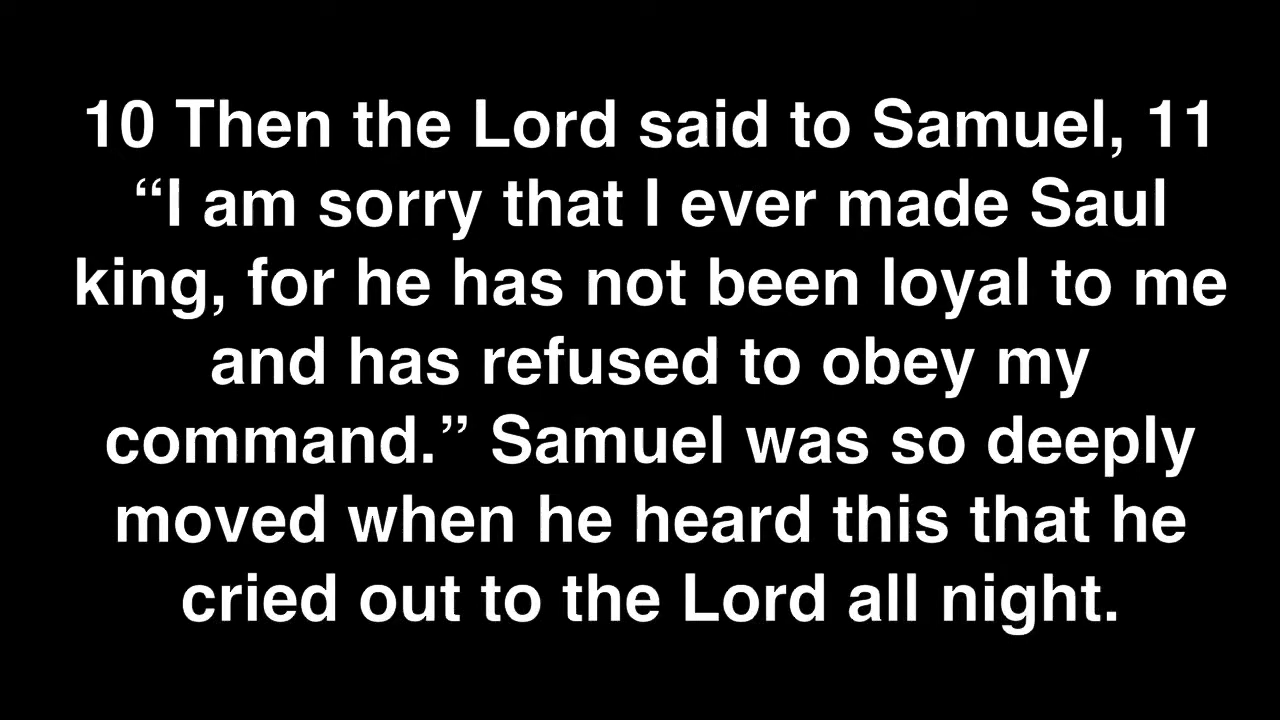 10 Then the Lord said to Samuel, 11
“I am sorry that I ever made Saul
king, for he has not been loyal to me
and has refused to obey my
command.” Samuel was so deeply
moved when he heard this that he
cried out to the Lord all night.